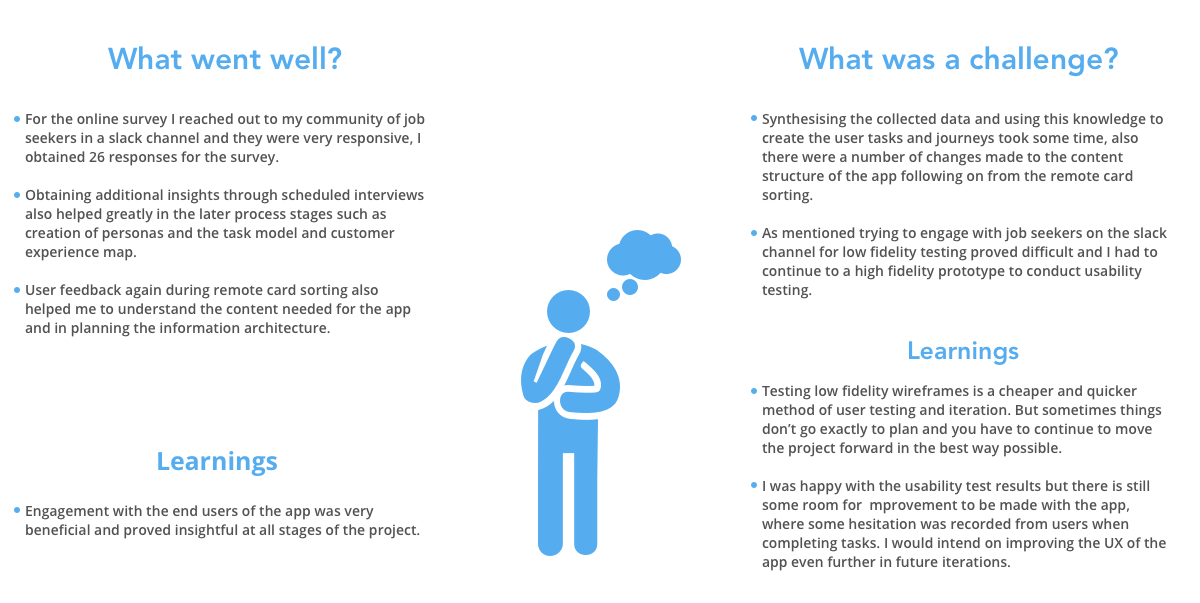 What went well?
For the online survey I reached out to my community of job
seekers in a slack channel and they were very responsive, I
obtained 26 responses for the survey.
Obtaining additional insights through scheduled interviews
also helped greatly in the later process stages such as
creation of personas and the task model and customer
experience map.
User feedback again during remote card sorting also
helped me to understand the content needed for the app
and in planning the information architecture.
Learnings
Engagement with the end users of the app was very
beneficial and proved insightful at all stages of the project.
What was a challenge?
Synthesising the collected data and using this knowledge to
create the user tasks and journeys took some time, also
there were a number of changes made to the content
structure of the app following on from the remote card
sorting.
As mentioned trying to engage with job seekers on the slack
channel for low fidelity testing proved difficult and I had to
continue to a high fidelity prototype to conduct usability
testing.
Learnings
Testing low fidelity wireframes is a cheaper and quicker
method of user testing and iteration. But sometimes things
don’t go exactly to plan and you have to continue to move
the project forward in the best way possible.
I was happy with the usability test results but there is still
some room for  mprovement to be made with the app,
where some hesitation was recorded from users when
completing tasks. I would intend on improving the UX of the
app even further in future iterations.